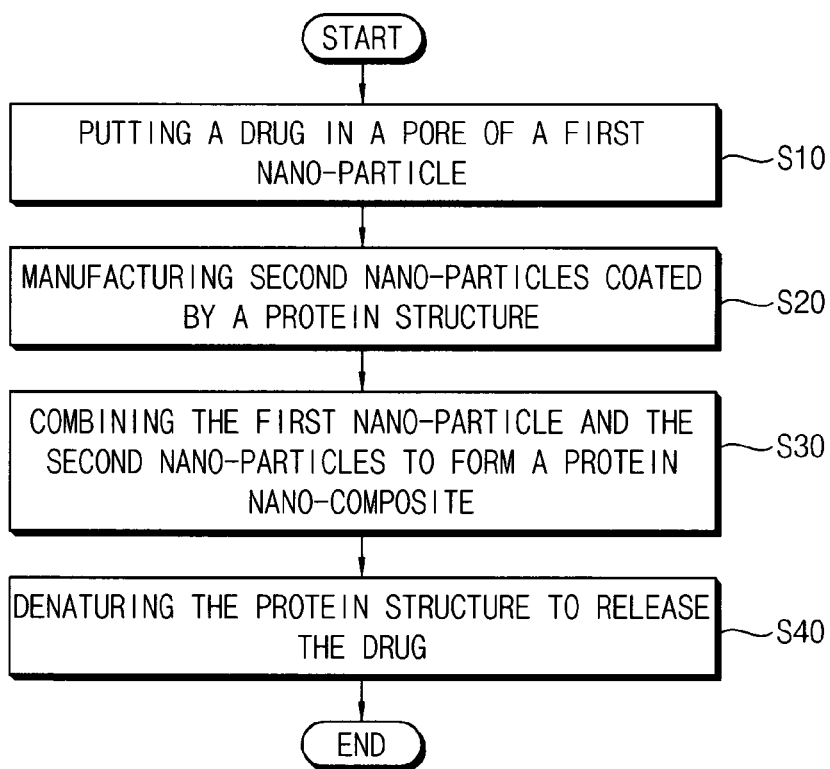 START
PUTTING A DRUG IN A PORE OF A FIRST
NANO-PARTICLE
S10
MANUFACTURING SECOND NANO-PARTICLES COATED
BY A PROTEIN STRUCTURE
S20
COMBINING THE FIRST NANO-PARTICLE AND THE
SECOND NANO-PARTICLES TO FORM A PROTEIN
NANO-COMPOSITE
S30
DENATURING THE PROTEIN STRUCTURE TO RELEASE
THE DRUG
S40
END